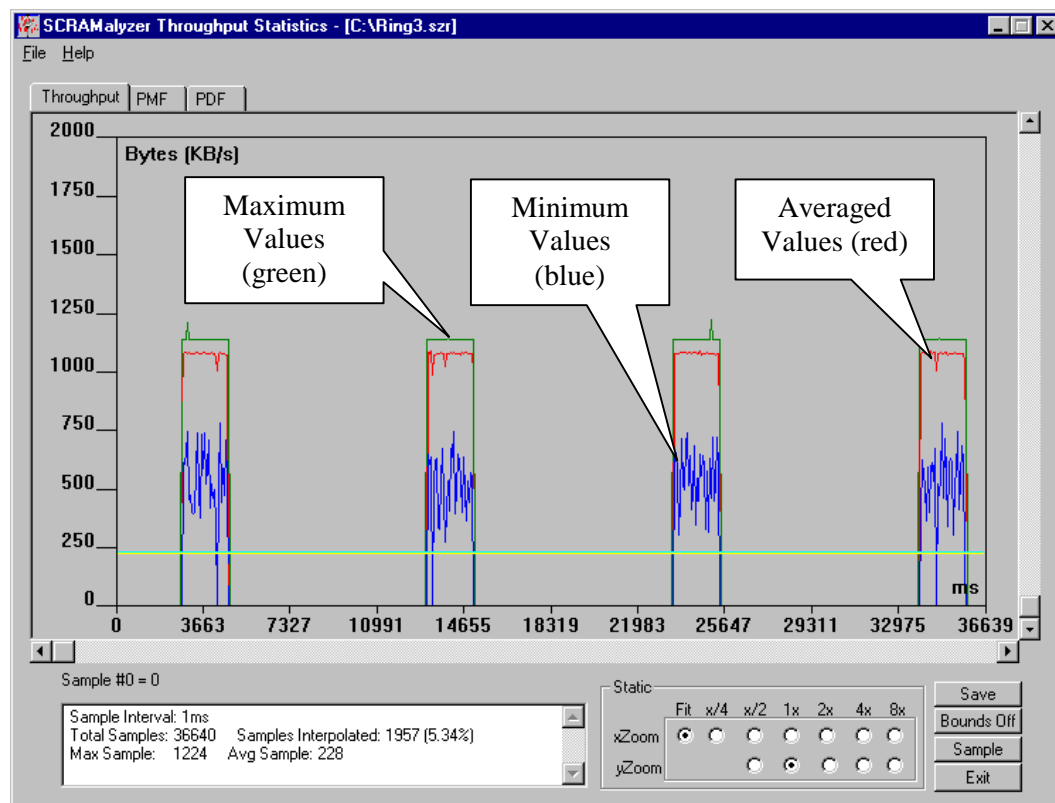 SCRAMalyzer Throughput Statistics - [C:\Ring3.szr]
File Help
Throughput PMF PDF
2000
Bytes (KB/s)
1750
1500
1250
1000
750
500
250
0
Maximum
Values
(green)
Minimum
Values
(blue)
Averaged
Values (red)
ms
0 3663 7327 10991 14655 18319 21983 25647 29311 32975 36639
Sample #0 = 0
Sample Interval: 1ms
Total Samples: 36640 Samples Interpolated: 1957 (5.34%)
Max Sample: 1224 Avg Sample: 228
Static
Fit x/4 x/2 1x 2x 4x 8x
xZoom
yZoom
Save
Bounds Off
Sample
Exit